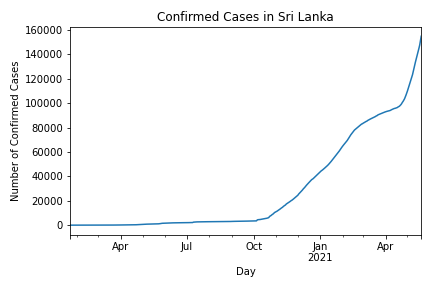 Confirmed Cases in Sri Lanka
160000
140000
120000
100000
80000
60000
40000
20000
0
Number of Confirmed Cases
Apr
Jul
Oct
Jan
2021
Apr
Day